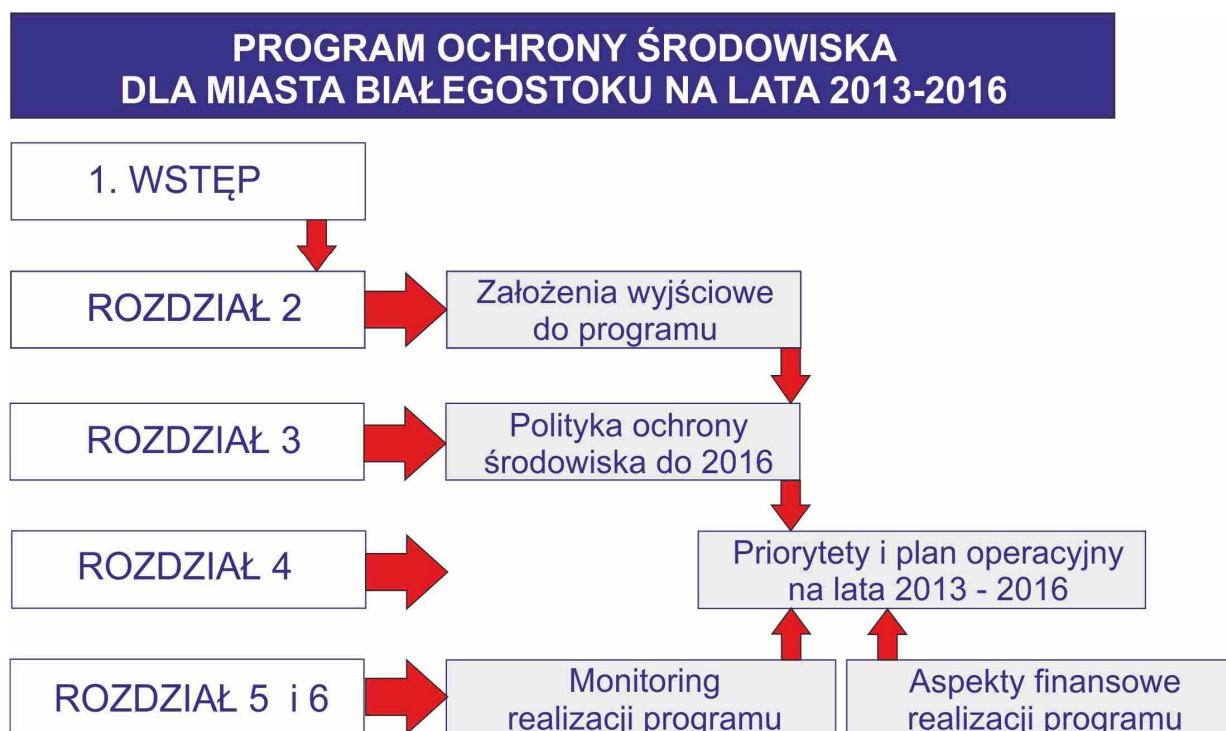 PROGRAM OCHRONY ŚRODOWISKA
DLA MIASTA BIAŁEGOSTOKU NA LATA 2013-2016
1. WSTĘP
ROZDZIAŁ 2
Założenia wyjściowe
do programu
ROZDZIAŁ 3
Polityka ochrony
środowiska do 2016
ROZDZIAŁ 4
Priorytety i plan operacyjny
na lata 2013 - 2016
ROZDZIAŁ 5 i 6
Monitoring
realizacji programu
Aspekty finansowe
realizacji programu